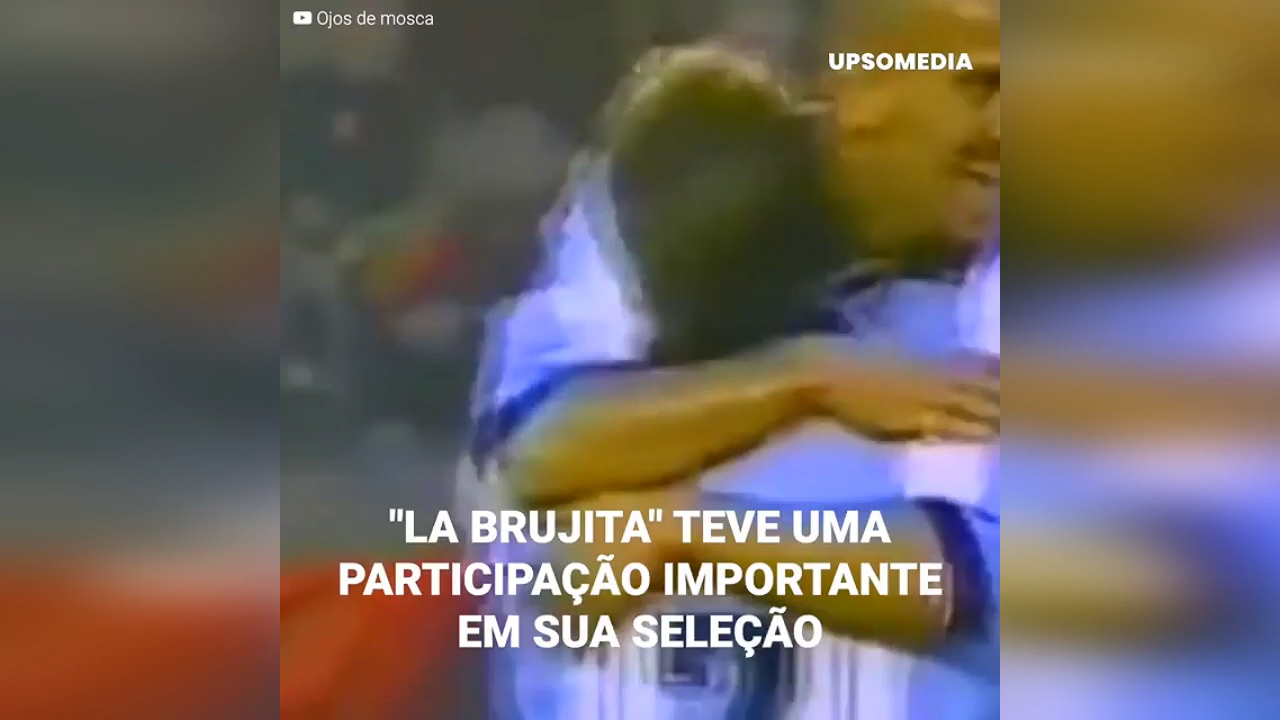 Ojos de mosca
UPSOMEDIA
"LA BRUJITA" TEVE UMA
PARTICIPAÇÃO IMPORTANTE
EM SUA SELEÇÃO